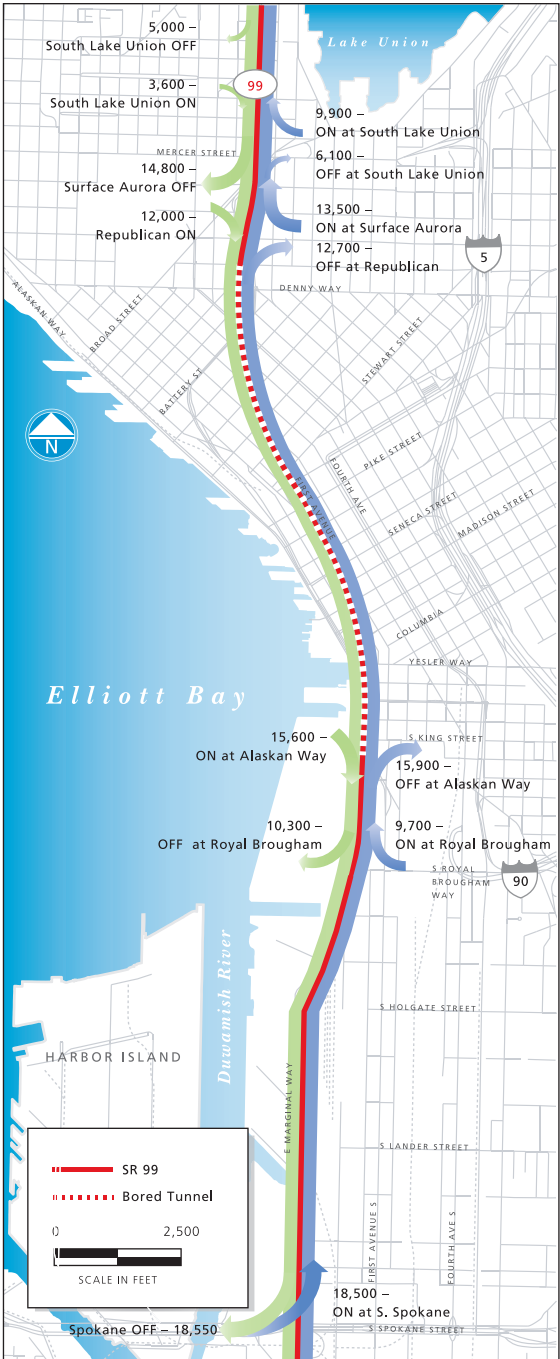 5,000 –
South Lake Union OFF
Lake Union
3,600 –
South Lake Union ON
99
9,900 –
ON at South Lake Union
MERCER STREET
6,100 –
OFF at South Lake Union
14,800 –
Surface Aurora OFF
13,500 –
ON at Surface Aurora
12,000 –
Republican ON
12,700 –
OFF at Republican
5
DENNY WAY
ALASKAN WAY
BROAD STREET
STEWART STREET
BATTERY ST
N
PIKE STREET
FOURTH AVE
FIRST AVENUE
SENECA STREET
MADISON STREET
COLUMBIA
YESLER WAY
Elliott Bay
15,600 –
ON at Alaskan Way
S KING STREET
15,900 –
OFF at Alaskan Way
10,300 –
OFF at Royal Brougham
9,700 –
ON at Royal Brougham
S ROYAL
BROUGHAM
WAY
90
Duwamish River
S HOLGATE STREET
HARBOR ISLAND
E MARGINAL WAY
S LANDER STREET
SR 99
Bored Tunnel
0 2,500
SCALE IN FEET
FIRST AVENUE S
FOURTH AVE S
18,500 –
ON at S. Spokane
Spokane OFF – 18,550
S SPOKANE STREET